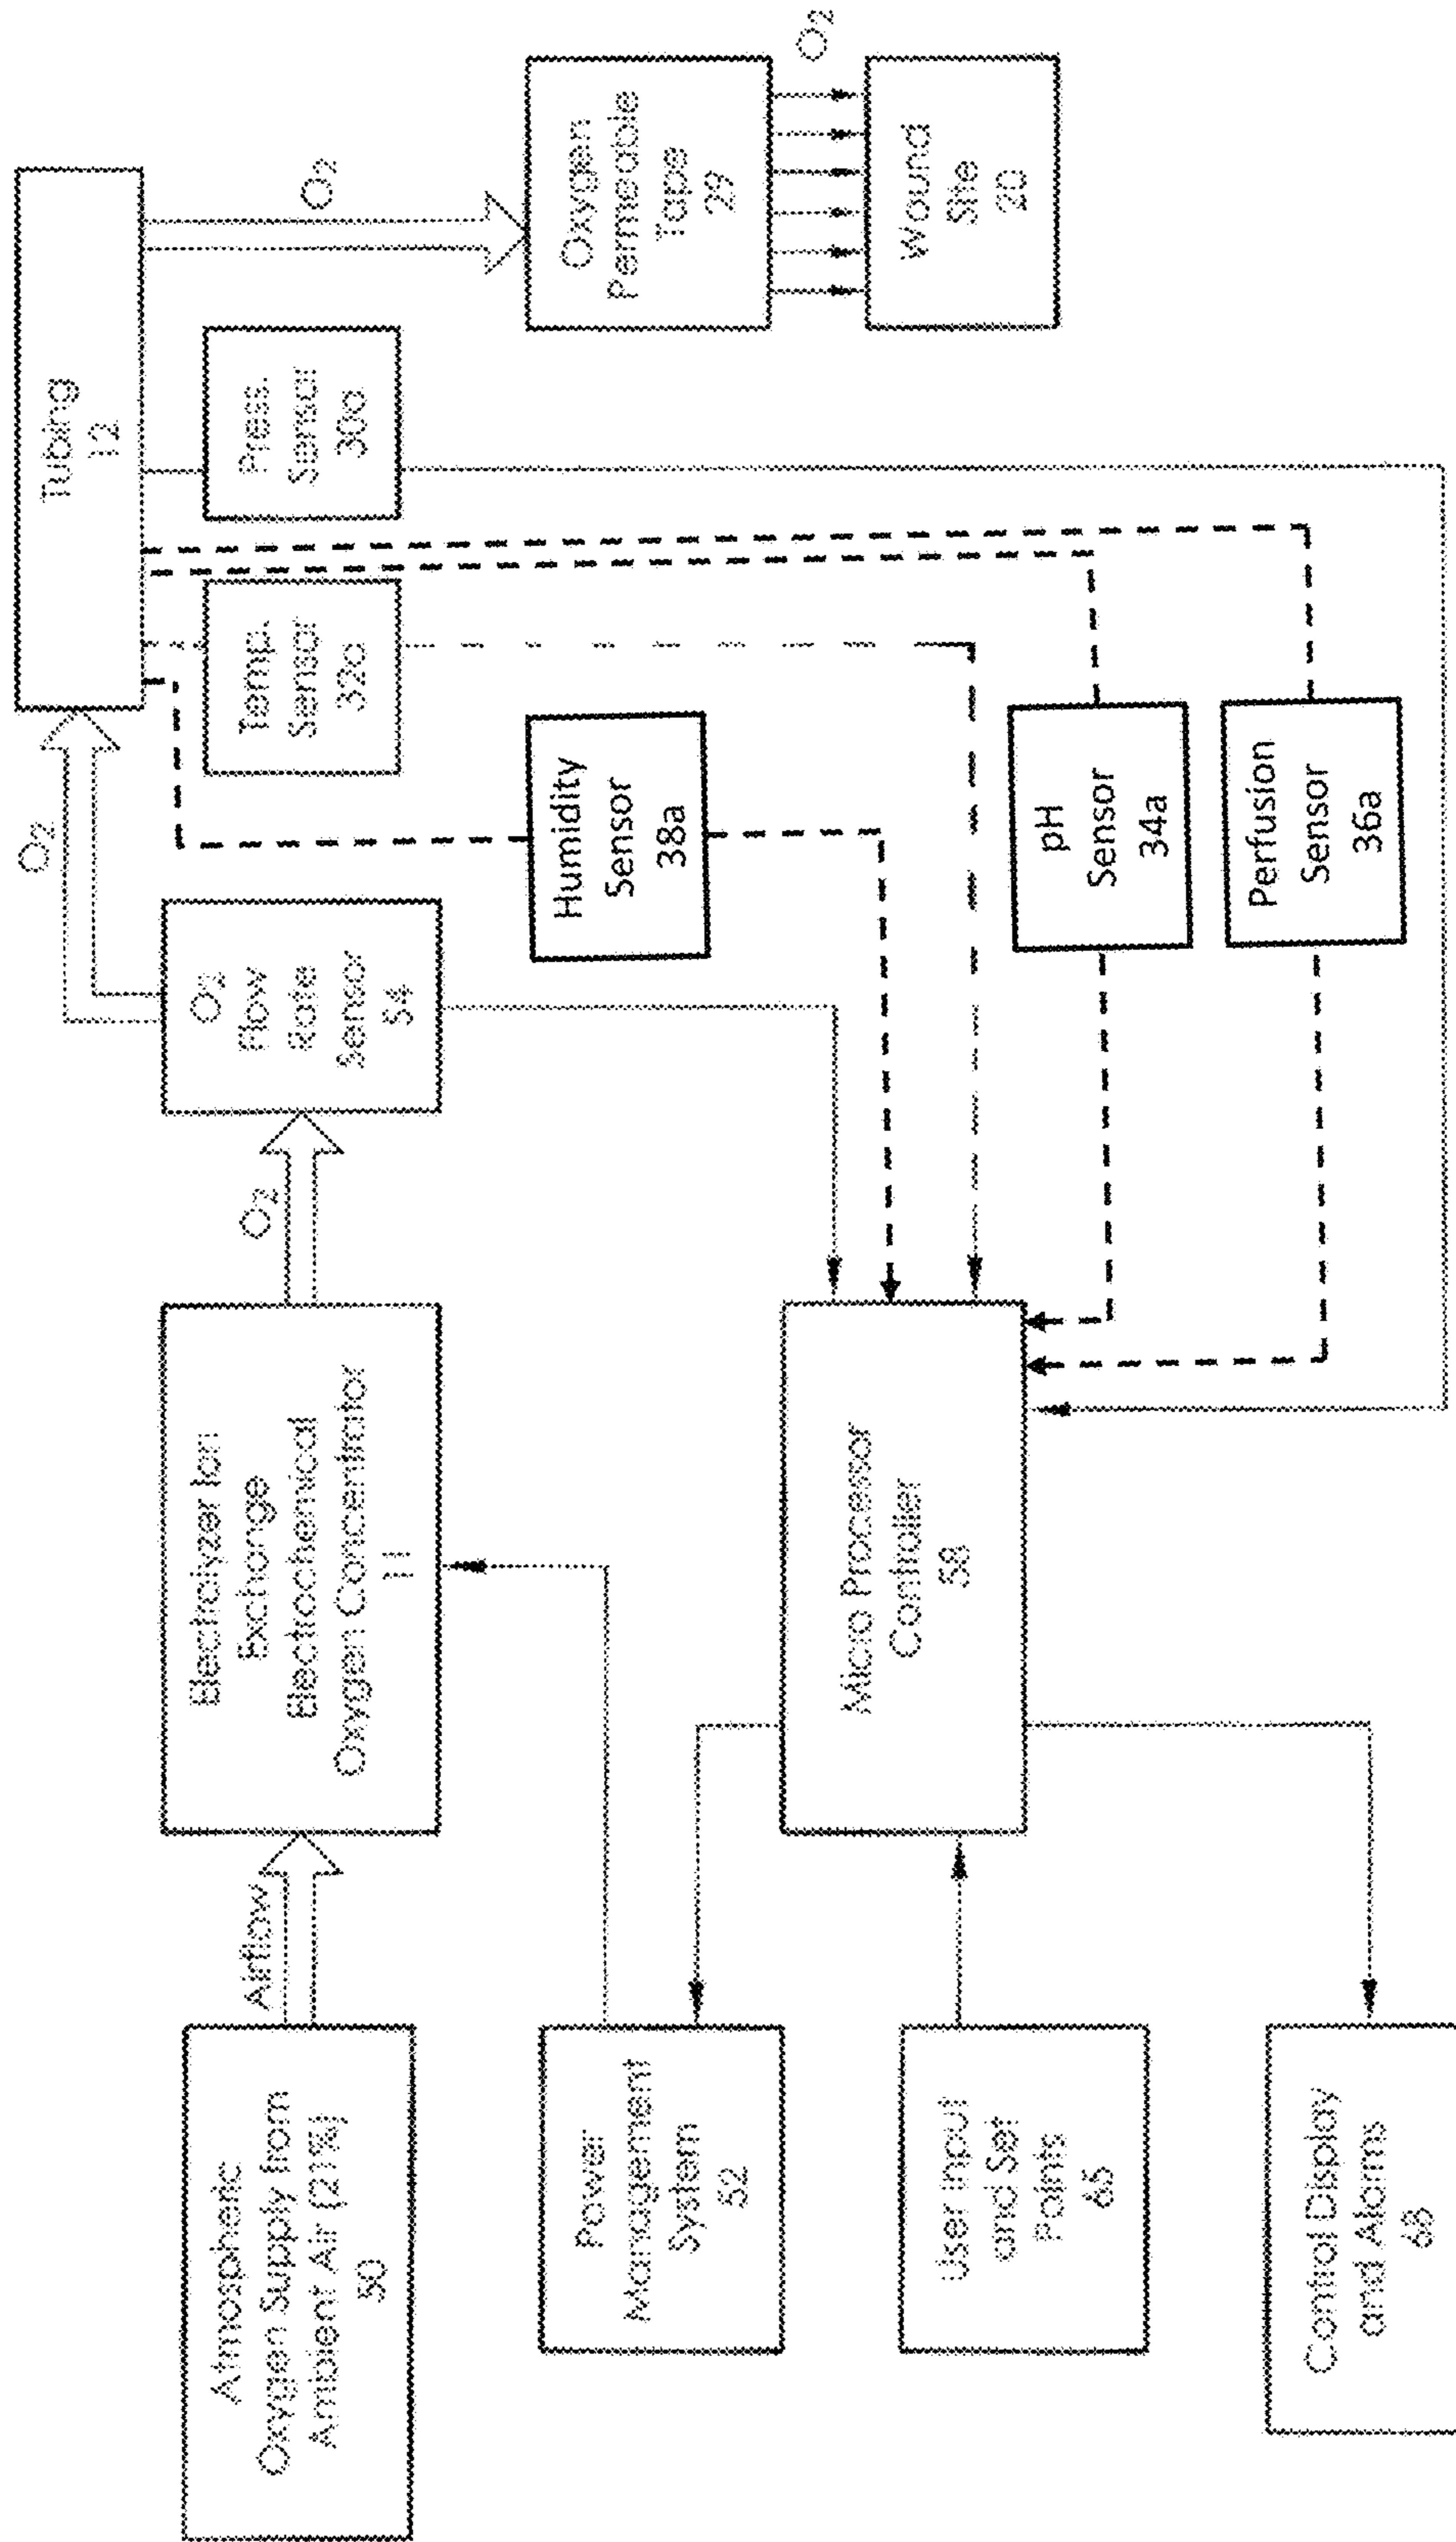 Atmospheric
Oxygen Supply from
Ambient Air (21%)
50
Airflow
Electrolyzer Ion
Exchange
Electrochemical
Oxygen Concentrator
11
O2
O2
Flow
Rate
Sensor
54
O2
Tubing
12
O2
Power
Management
System
52
User Input
and Set
Points
65
Control Display
and Alarms
68
Micro Processor
Controller
58
Humidity
Sensor
38a
Temp.
Sensor
32a
Press.
Sensor
30a
pH
Sensor
34a
Perfusion
Sensor
36a
Oxygen
Permeable
Tape
29
O2
Wound
Site
20